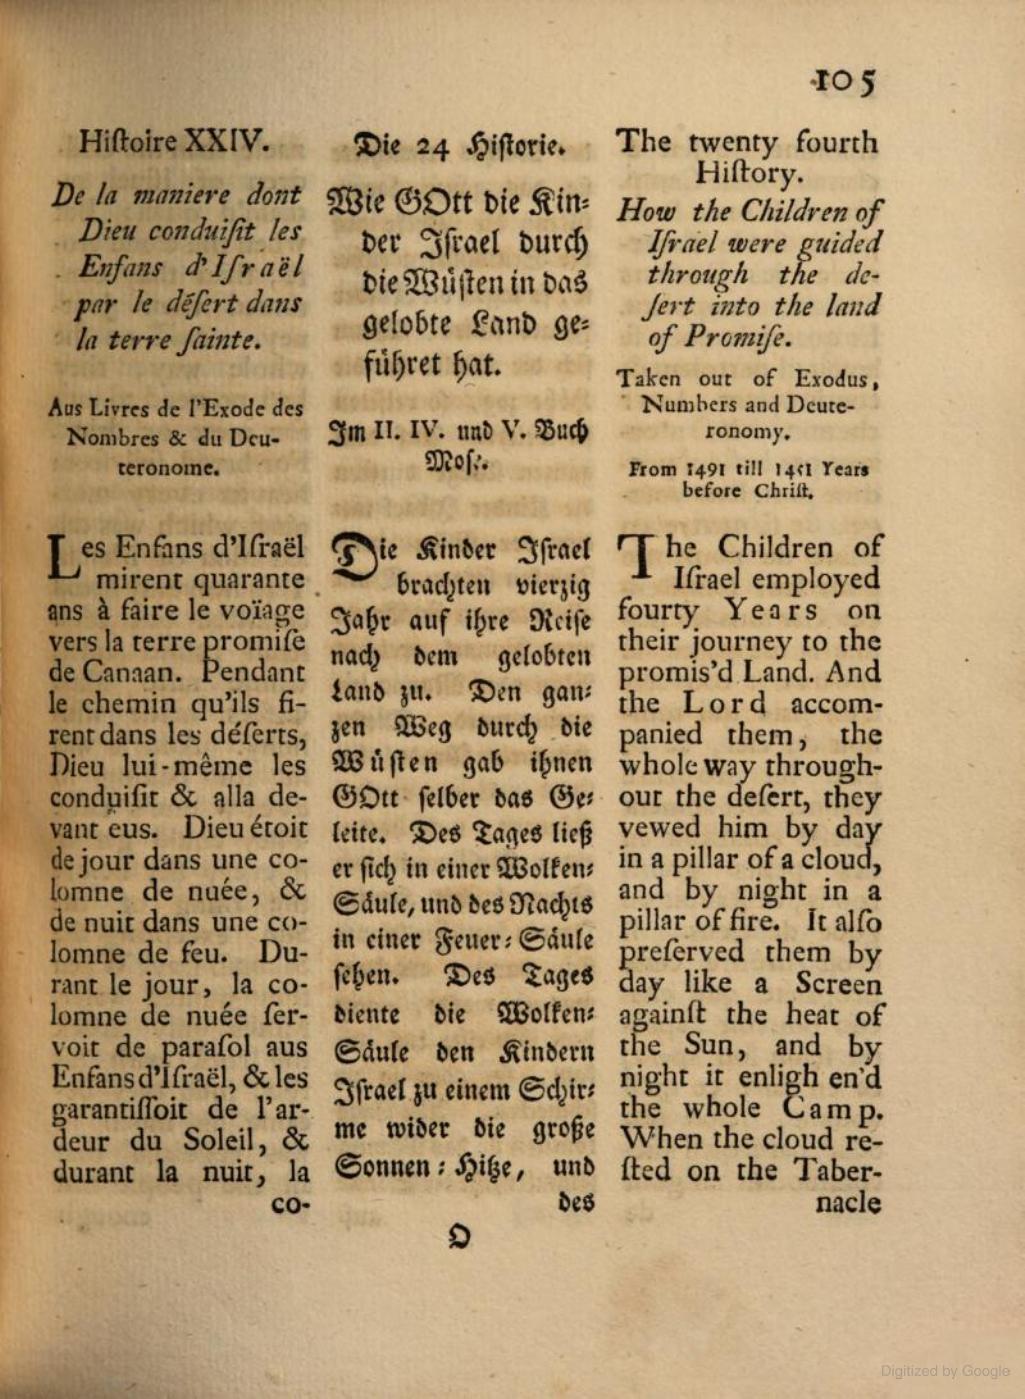 105
Hiſtoire XXIV.
De la maniere dont
Dieu conduiſit les
Enfans d'Iſraël
par le déſert dans
la terre ſainte.
Aus Livres de l'Exode des
Nombres & du Deu-
teronome.
Les Enfans d'Iſraël
mirent quarante
ans à faire le voïage
vers la terre promiſe
de Canaan. Pendant
le chemin qu'ils fi-
rent dans les déſerts,
Dieu lui-même les
conduiſit & alla de-
vant eus. Dieu étoit
de jour dans une co-
lomne de nuée, &
de nuit dans une co-
lomne de feu. Du-
rant le jour, la co-
lomne de nuée ſer-
voit de paraſol aus
Enfans d'Iſraël, & les
garantiſſoit de l'ar-
deur du Soleil, &
durant la nuit, la
co-
Die 24 Hiſtorie.
Wie GOtt die Kin⸗
der Iſrael durch
die Wüſten in das
gelobte Land ge⸗
führet hat.
Im II. IV. und V. Buch
Moſ.
Die Kinder Iſrael
brachten vierzig
Jahr auf ihre Reiſe
nach dem gelobten
Land zu. Den gan⸗
zen Weg durch die
Wüſten gab ihnen
GOtt ſelber das Ge⸗
leite. Des Tages ließ
er ſich in einer Wolken⸗
Säule, und des Nachts
in einer Feuer⸗Säule
ſehen. Des Tages
diente die Wolken⸗
Säule den Kindern
Iſrael zu einem Schir⸗
me wider die große
Sonnen⸗Hitze, und
des
O
The twenty fourth
Hiſtory.
How the Children of
Iſrael were guided
through the de-
ſert into the land
of Promiſe.
Taken out of Exodus,
Numbers and Deute-
ronomy.
From 1491 till 1451 Years
before Chriſt.
The Children of
Iſrael employed
fourty Years on
their journey to the
promis'd Land. And
the Lord accom-
panied them, the
whole way through-
out the deſert, they
vewed him by day
in a pillar of a cloud,
and by night in a
pillar of fire. It alſo
preſerved them by
day like a Screen
againſt the heat of
the Sun, and by
night it enligh en'd
the whole Camp.
When the cloud re-
ſted on the Taber-
nacle
Digitized by Google